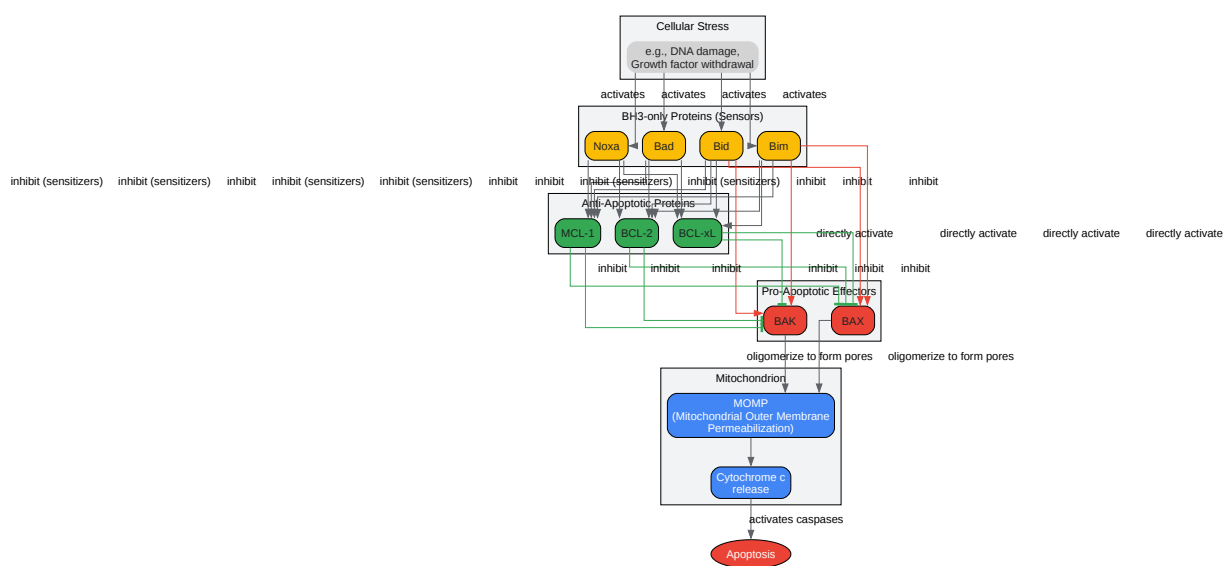 Cellular Stress
e.g., DNA damage,
Growth factor withdrawal
activates activates activates activates
BH3-only Proteins (Sensors)
Noxa Bad Bid Bim
inhibit (sensitizers) inhibit (sensitizers) inhibit inhibit (sensitizers) inhibit (sensitizers) inhibit inhibit inhibit (sensitizers) inhibit (sensitizers) inhibit inhibit inhibit
Anti-Apoptotic Proteins
MCL-1 BCL-2 BCL-xL directly activate directly activate directly activate directly activate
inhibit inhibit inhibit inhibit inhibit inhibit
Pro-Apoptotic Effectors
BAK BAX
oligomerize to form pores oligomerize to form pores
Mitochondrion
MOMP
(Mitochondrial Outer Membrane
Permeabilization)
Cytochrome c
release
activates caspases
Apoptosis